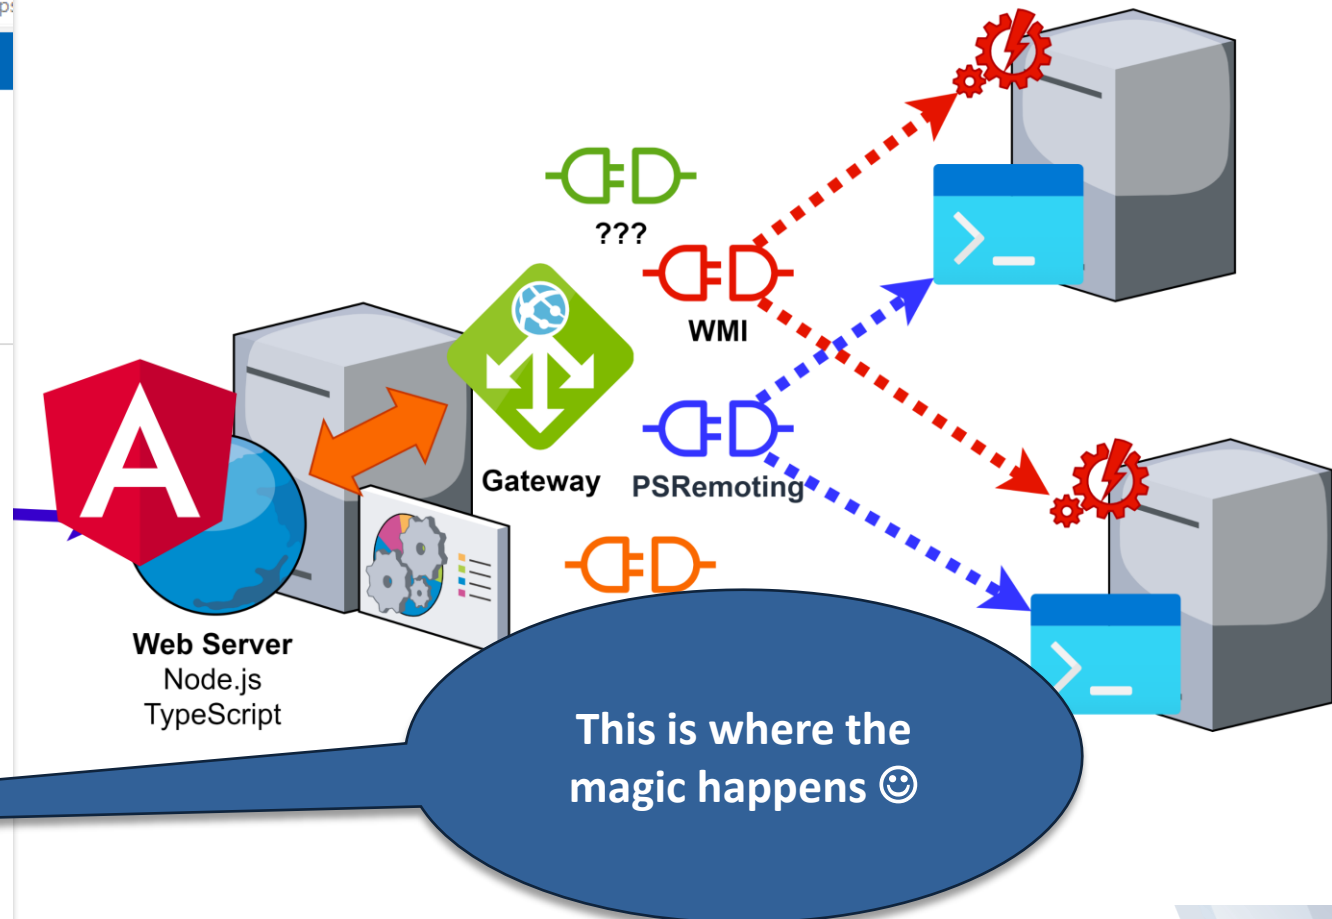 ???
WMI
Gateway
PSRemoting
Web Server
Node.js
TypeScript
This is where the
magic happens ☺